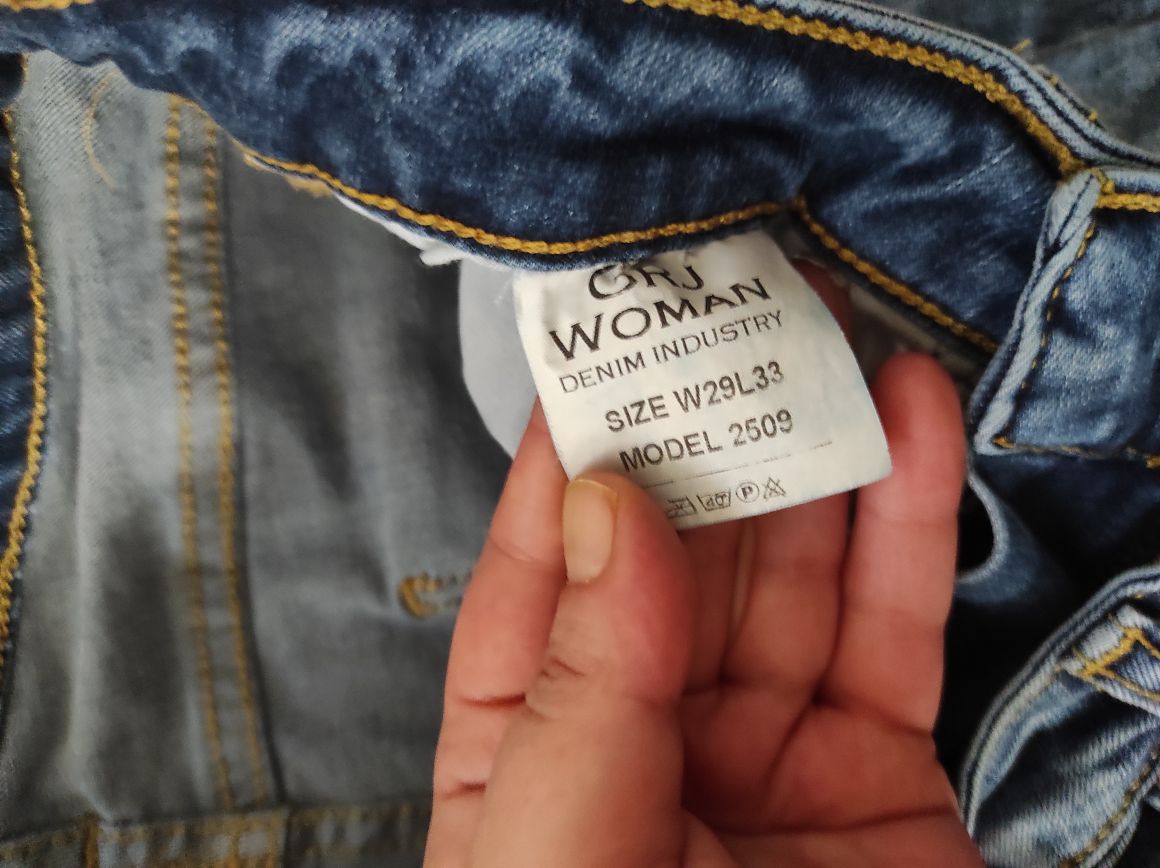 GRJ
WOMAN
DENIM INDUSTRY
SIZE W29L33
MODEL 2509
P